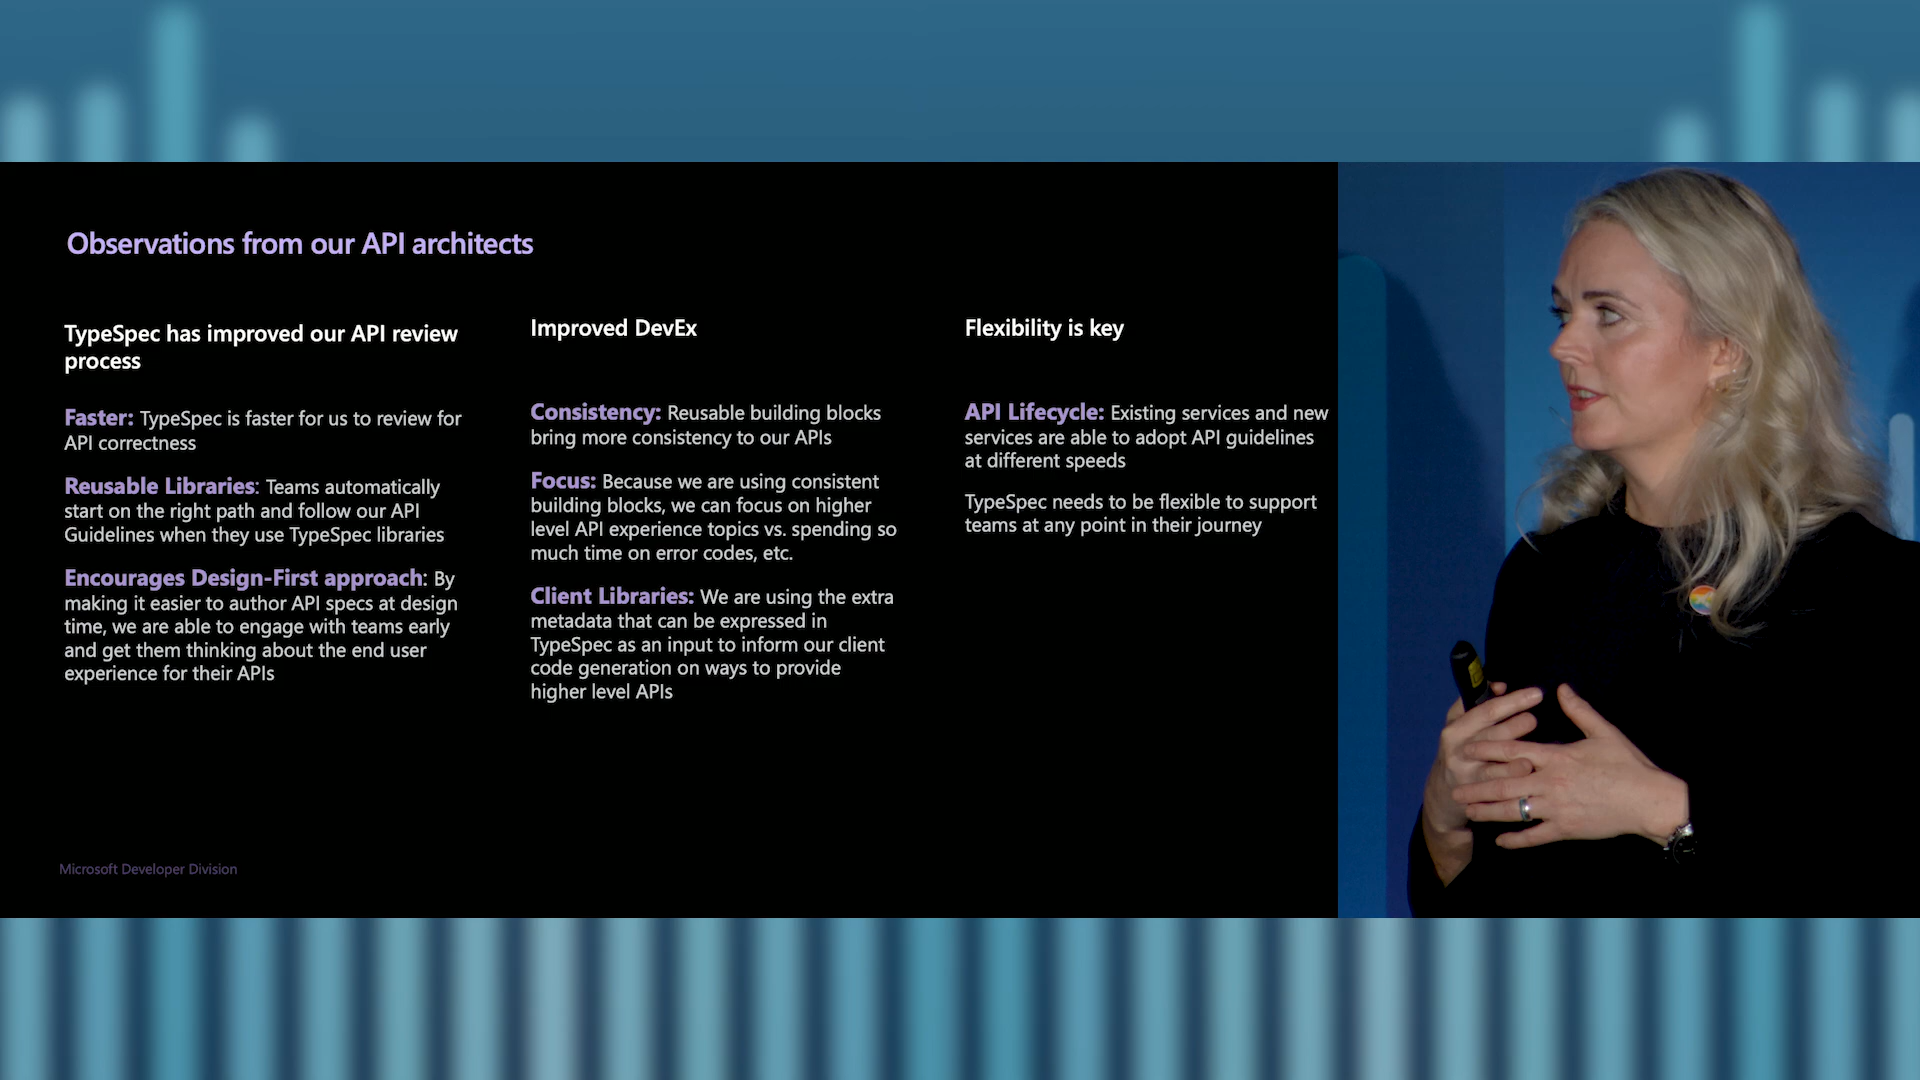 Observations from our API architects
TypeSpec has improved our API review
process
Faster: TypeSpec is faster for us to review for
API correctness
Reusable Libraries: Teams automatically
start on the right path and follow our API
Guidelines when they use TypeSpec libraries
Encourages Design-First approach: By
making it easier to author API specs at design
time, we are able to engage with teams early
and get them thinking about the end user
experience for their APIs
Improved DevEx
Consistency: Reusable building blocks
bring more consistency to our APIs
Focus: Because we are using consistent
building blocks, we can focus on higher
level API experience topics vs. spending so
much time on error codes, etc.
Client Libraries: We are using the extra
metadata that can be expressed in
TypeSpec as an input to inform our client
code generation on ways to provide
higher level APIs
Flexibility is key
API Lifecycle: Existing services and new
services are able to adopt API guidelines
at different speeds
TypeSpec needs to be flexible to support
teams at any point in their journey
Microsoft Developer Division